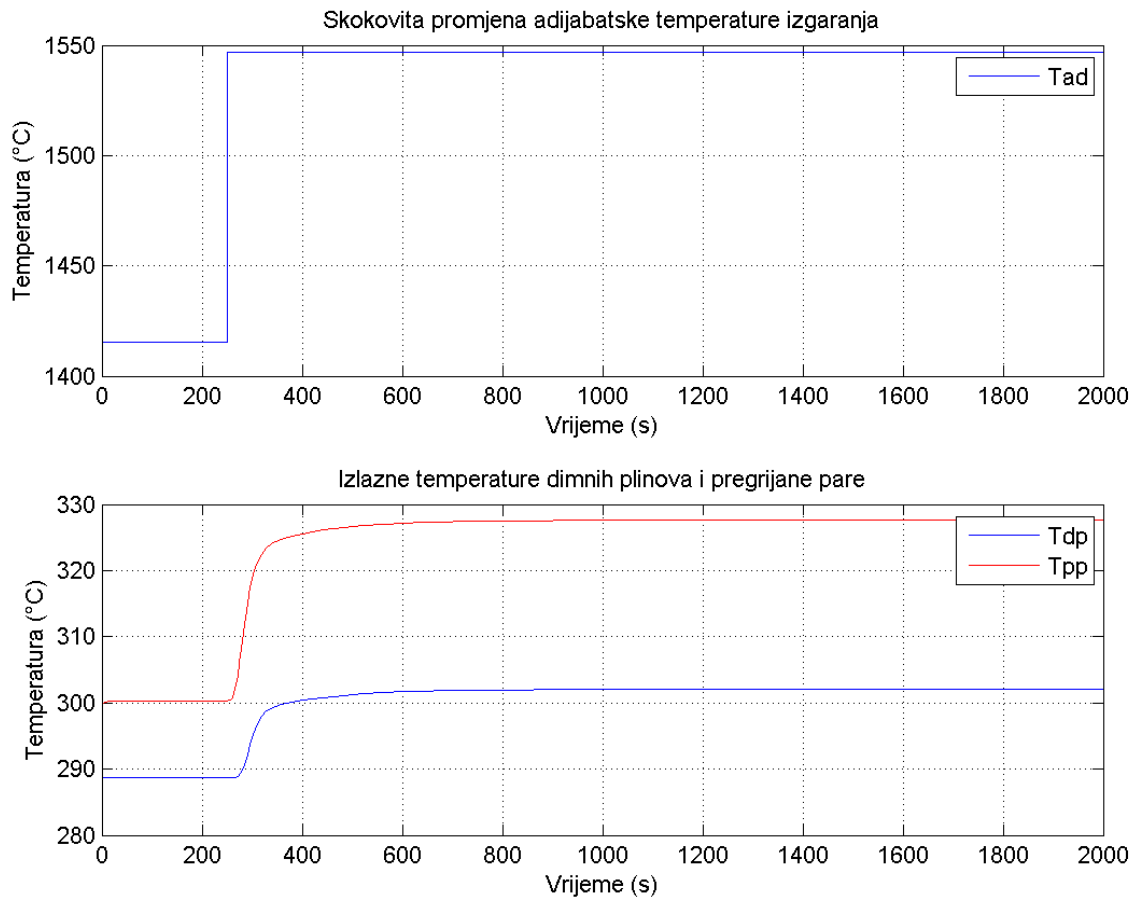 Skokovita promjena adijabatske temperature izgaranja
1550
1500
1450
1400
Temperatura (°C)
Tad
0 200 400 600 800 1000 1200 1400 1600 1800 2000
Vrijeme (s)
Izlazne temperature dimnih plinova i pregrijane pare
330
320
310
300
290
280
Temperatura (°C)
Tdp
Tpp
0 200 400 600 800 1000 1200 1400 1600 1800 2000
Vrijeme (s)